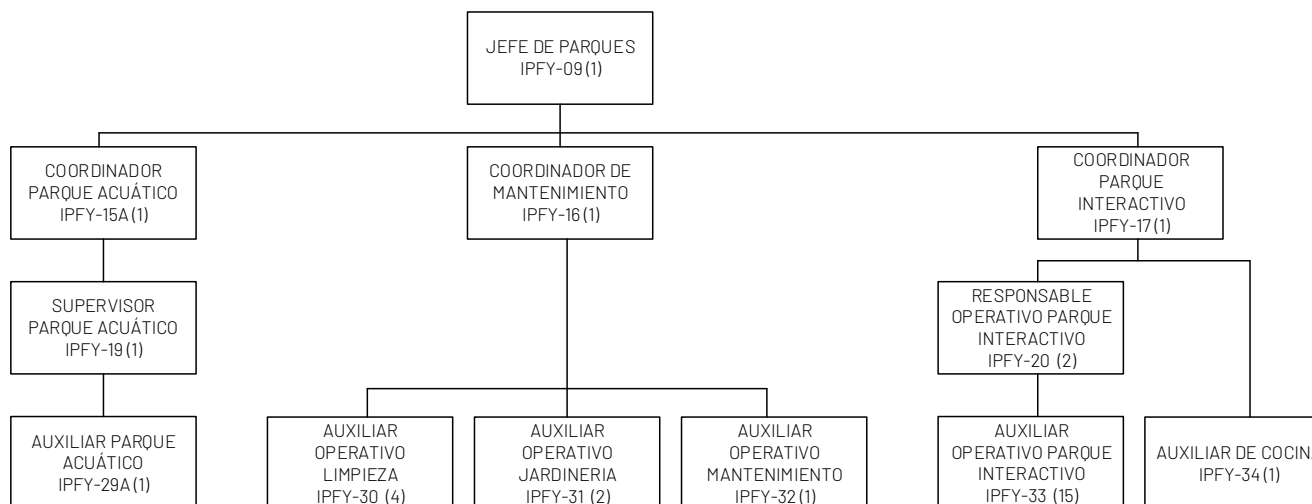 JEFE DE PARQUES
IPFY-09 (1)
COORDINADOR
PARQUE ACUÁTICO
IPFY-15A (1)
COORDINADOR DE
MANTENIMIENTO
IPFY-16 (1)
COORDINADOR
PARQUE
INTERACTIVO
IPFY-17 (1)
SUPERVISOR
PARQUE ACUÁTICO
IPFY-19 (1)
RESPONSABLE
OPERATIVO PARQUE
INTERACTIVO
IPFY-20 (2)
AUXILIAR PARQUE
ACUÁTICO
IPFY-29A (1)
AUXILIAR
OPERATIVO
LIMPIEZA
IPFY-30 (4)
AUXILIAR
OPERATIVO
JARDINERIA
IPFY-31 (2)
AUXILIAR
OPERATIVO
MANTENIMIENTO
IPFY-32 (1)
AUXILIAR
OPERATIVO PARQUE
INTERACTIVO
IPFY-33 (15)
AUXILIAR DE COCINA
IPFY-34 (1)